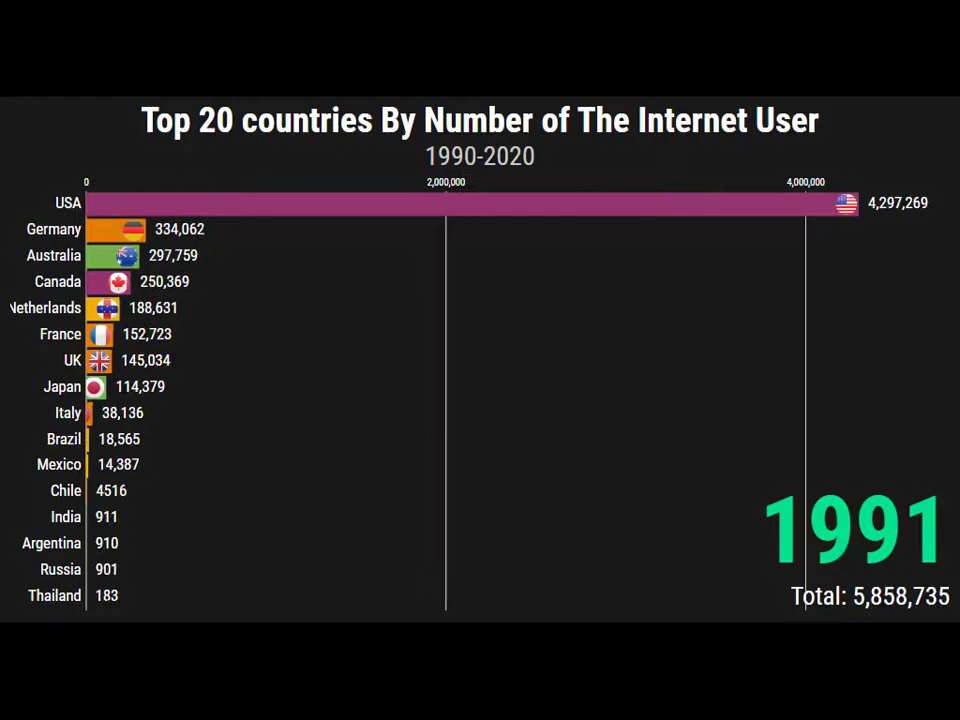 Top 20 countries By Number of The Internet User
1990-2020
0 2,000,000 4,000,000
USA 4,297,269
Germany 334,062
Australia 297,759
Canada 250,369
Netherlands 188,631
France 152,723
UK 145,034
Japan 114,379
Italy 38,136
Brazil 18,565
Mexico 14,387
Chile 4516
India 911
Argentina 910
Russia 901
Thailand 183
1991
Total: 5,858,735